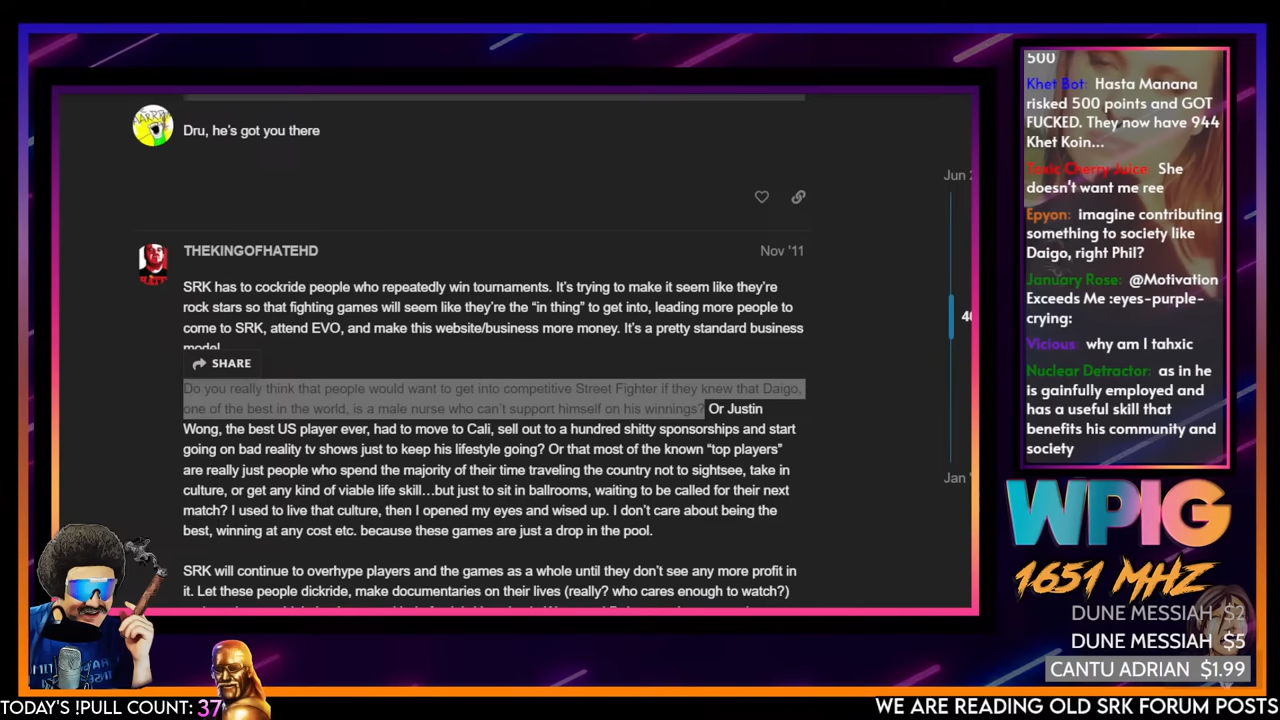 Dru, he's got you there
Jun 2
THEKINGOFHATEHD
Nov '11
SRK has to cockride people who repeatedly win tournaments. It's trying to make it seem like they're
rock stars so that fighting games will seem like they're the “in thing” to get into, leading more people to
come to SRK, attend EVO, and make this website/business more money. It's a pretty standard business
model.
SHARE
Do you really think that people would want to get into competitive Street Fighter if they knew that Daigo,
one of the best in the world, is a male nurse who can't support himself on his winnings? Or Justin
Wong, the best US player ever, had to move to Cali, sell out to a hundred shitty sponsorships and start
going on bad reality tv shows just to keep his lifestyle going? Or that most of the known “top players”
are really just people who spend the majority of their time traveling the country not to sightsee, take in
culture, or get any kind of viable life skill…but just to sit in ballrooms, waiting to be called for their next
match? I used to live that culture, then I opened my eyes and wised up. I don't care about being the
best, winning at any cost etc. because these games are just a drop in the pool.
SRK will continue to overhype players and the games as a whole until they don't see any more profit in
it. Let these people dickride, make documentaries on their lives (really? who cares enough to watch?)
Jan '
500
Khet Bot: Hasta Manana
risked 500 points and GOT
FUCKED. They now have 944
Khet Koin...
Toxic Cherry Juice: She
doesn't want me ree
Epyon: imagine contributing
something to society like
Daigo, right Phil?
January Rose: @Motivation
Exceeds Me :eyes-purple-
crying:
Vicious: why am I tahxic
Nuclear Detractor: as in he
is gainfully employed and
has a useful skill that
benefits his community and
society
WPIG
1651 MHZ
DUNE MESSIAH $2
DUNE MESSIAH $5
CANTU ADRIAN $1.99
TODAY'S !PULL COUNT: 37
WE ARE READING OLD SRK FORUM POSTS